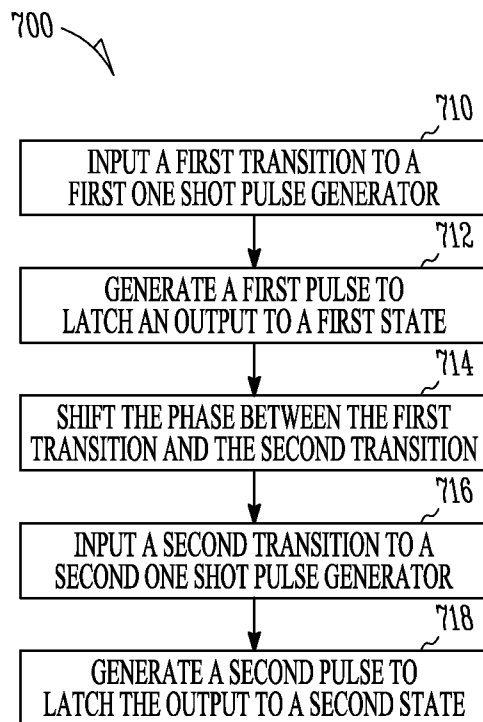 700
710
INPUT A FIRST TRANSITION TO A
FIRST ONE SHOT PULSE GENERATOR
712
GENERATE A FIRST PULSE TO
LATCH AN OUTPUT TO A FIRST STATE
714
SHIFT THE PHASE BETWEEN THE FIRST
TRANSITION AND THE SECOND TRANSITION
716
INPUT A SECOND TRANSITION TO A
SECOND ONE SHOT PULSE GENERATOR
718
GENERATE A SECOND PULSE TO
LATCH THE OUTPUT TO A SECOND STATE